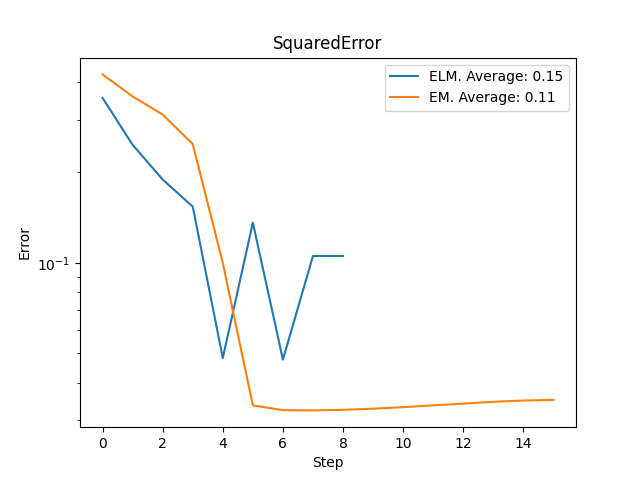 SquaredError
ELM. Average: 0.15
EM. Average: 0.11
Error
10⁻¹
0 2 4 6 8 10 12 14
Step